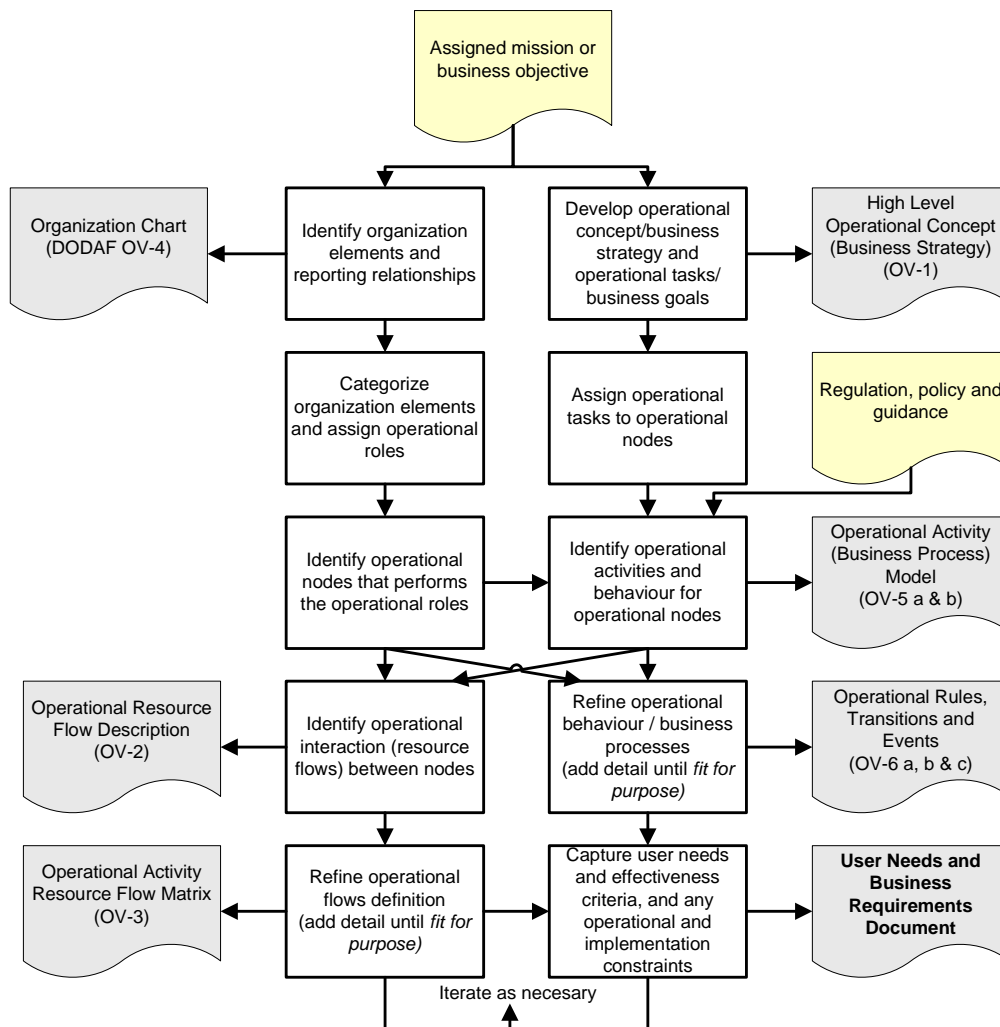 Assigned mission or
business objective
Organization Chart
(DODAF OV-4)
Identify organization
elements and
reporting relationships
Develop operational
concept/business
strategy and
operational tasks/
business goals
High Level
Operational Concept
(Business Strategy)
(OV-1)
Categorize
organization elements
and assign operational
roles
Assign operational
tasks to operational
nodes
Regulation, policy and
guidance
Identify operational
nodes that performs
the operational roles
Identify operational
activities and
behaviour for
operational nodes
Operational Activity
(Business Process)
Model
(OV-5 a & b)
Operational Resource
Flow Description
(OV-2)
Identify operational
interaction (resource
flows) between nodes
Refine operational
behaviour / business
processes
(add detail until fit for
purpose)
Operational Rules,
Transitions and
Events
(OV-6 a, b & c)
Operational Activity
Resource Flow Matrix
(OV-3)
Refine operational
flows definition
(add detail until fit for
purpose)
Capture user needs
and effectiveness
criteria, and any
operational and
implementation
constraints
User Needs and
Business
Requirements
Document
Iterate as necesary